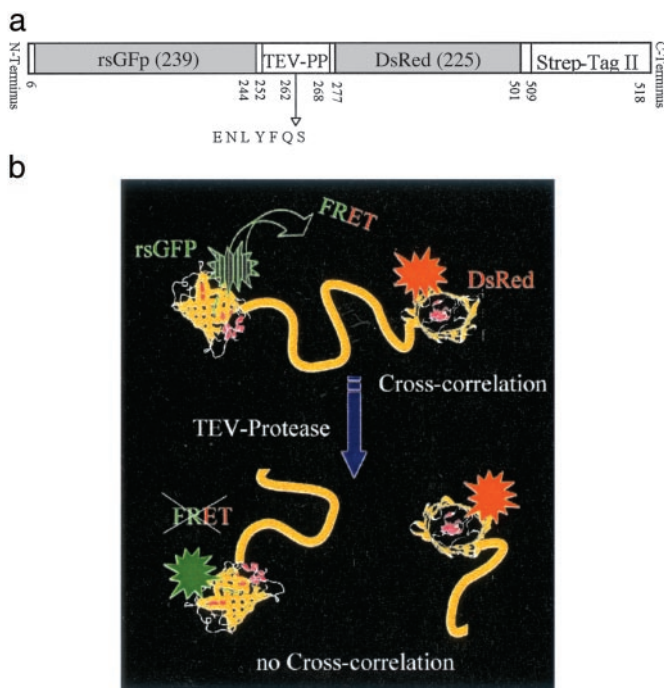 a
N-Terminus
rsGFp (239)
TEV-PP
DsRed (225)
Strep-Tag II
C-Terminus
6
244
252
262
268
277
501
509
518
ENLYFQS
b
FRET
rsGFP
DsRed
Cross-correlation
TEV-Protease
FRET
no Cross-correlation